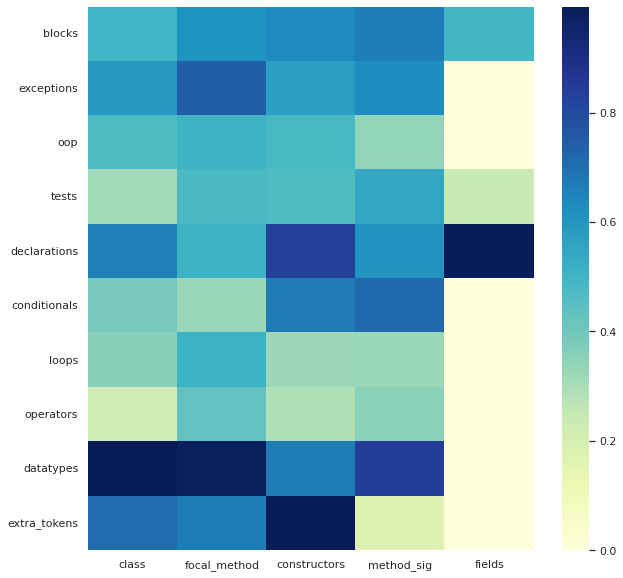 blocks
exceptions
oop
tests
declarations
conditionals
loops
operators
datatypes
extra_tokens
class focal_method constructors method_sig fields
0.8
0.6
0.4
0.2
0.0